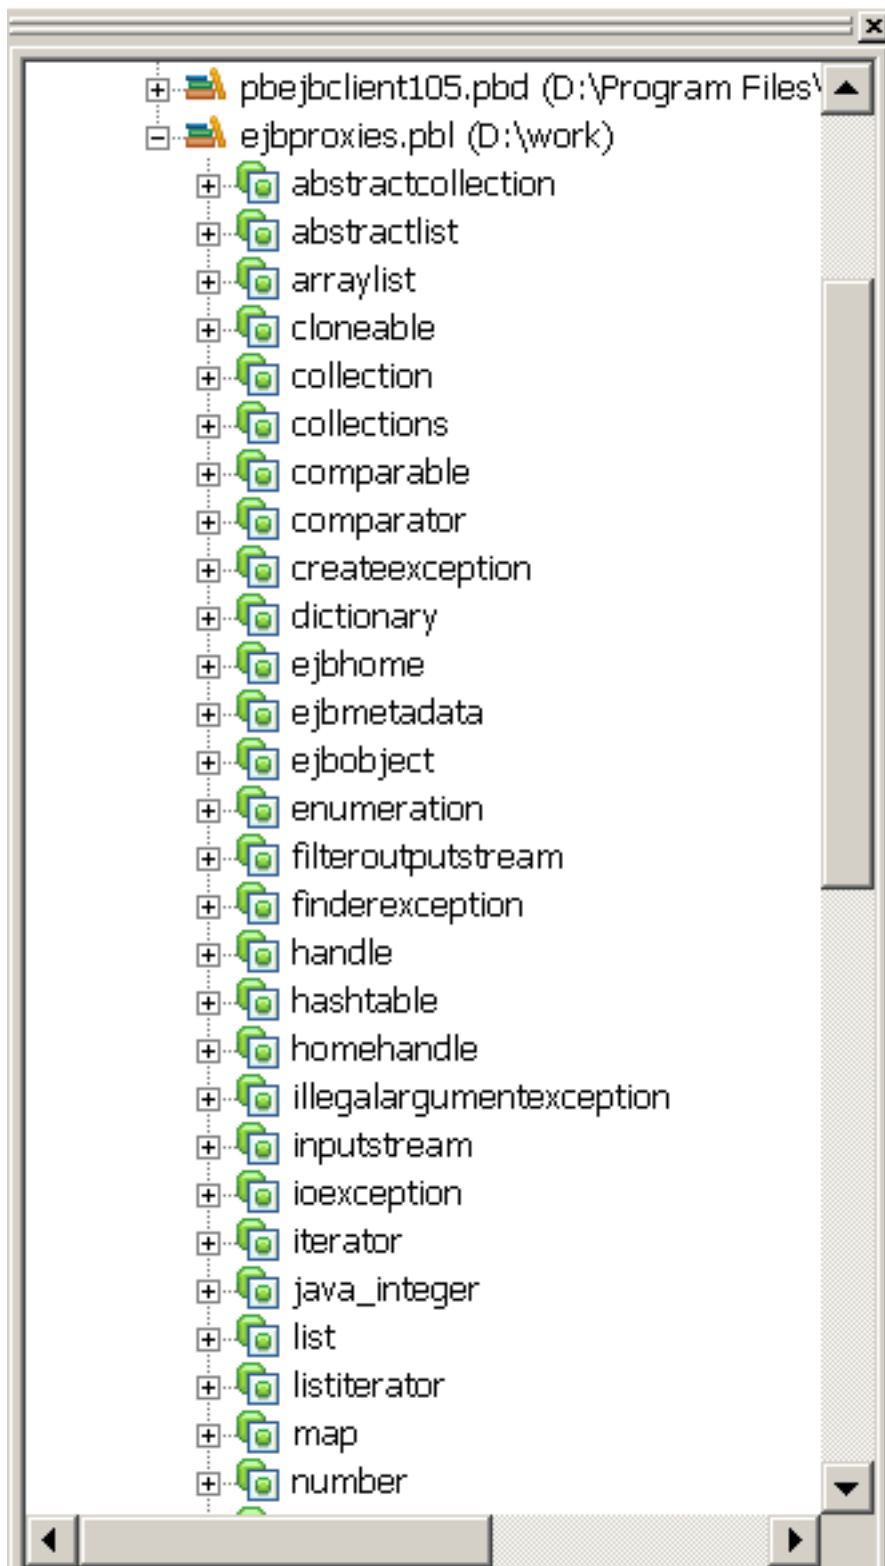 pbejbclient105.pbd (D:\Program Files\
ejbproxies.pbl (D:\work)
abstractcollection
abstractlist
arraylist
cloneable
collection
collections
comparable
comparator
createexception
dictionary
ejbhome
ejbmetadata
ejbobject
enumeration
filteroutputstream
finderexception
handle
hashtable
homehandle
illegalargumentexception
inputstream
ioexception
iterator
java_integer
list
listiterator
map
number